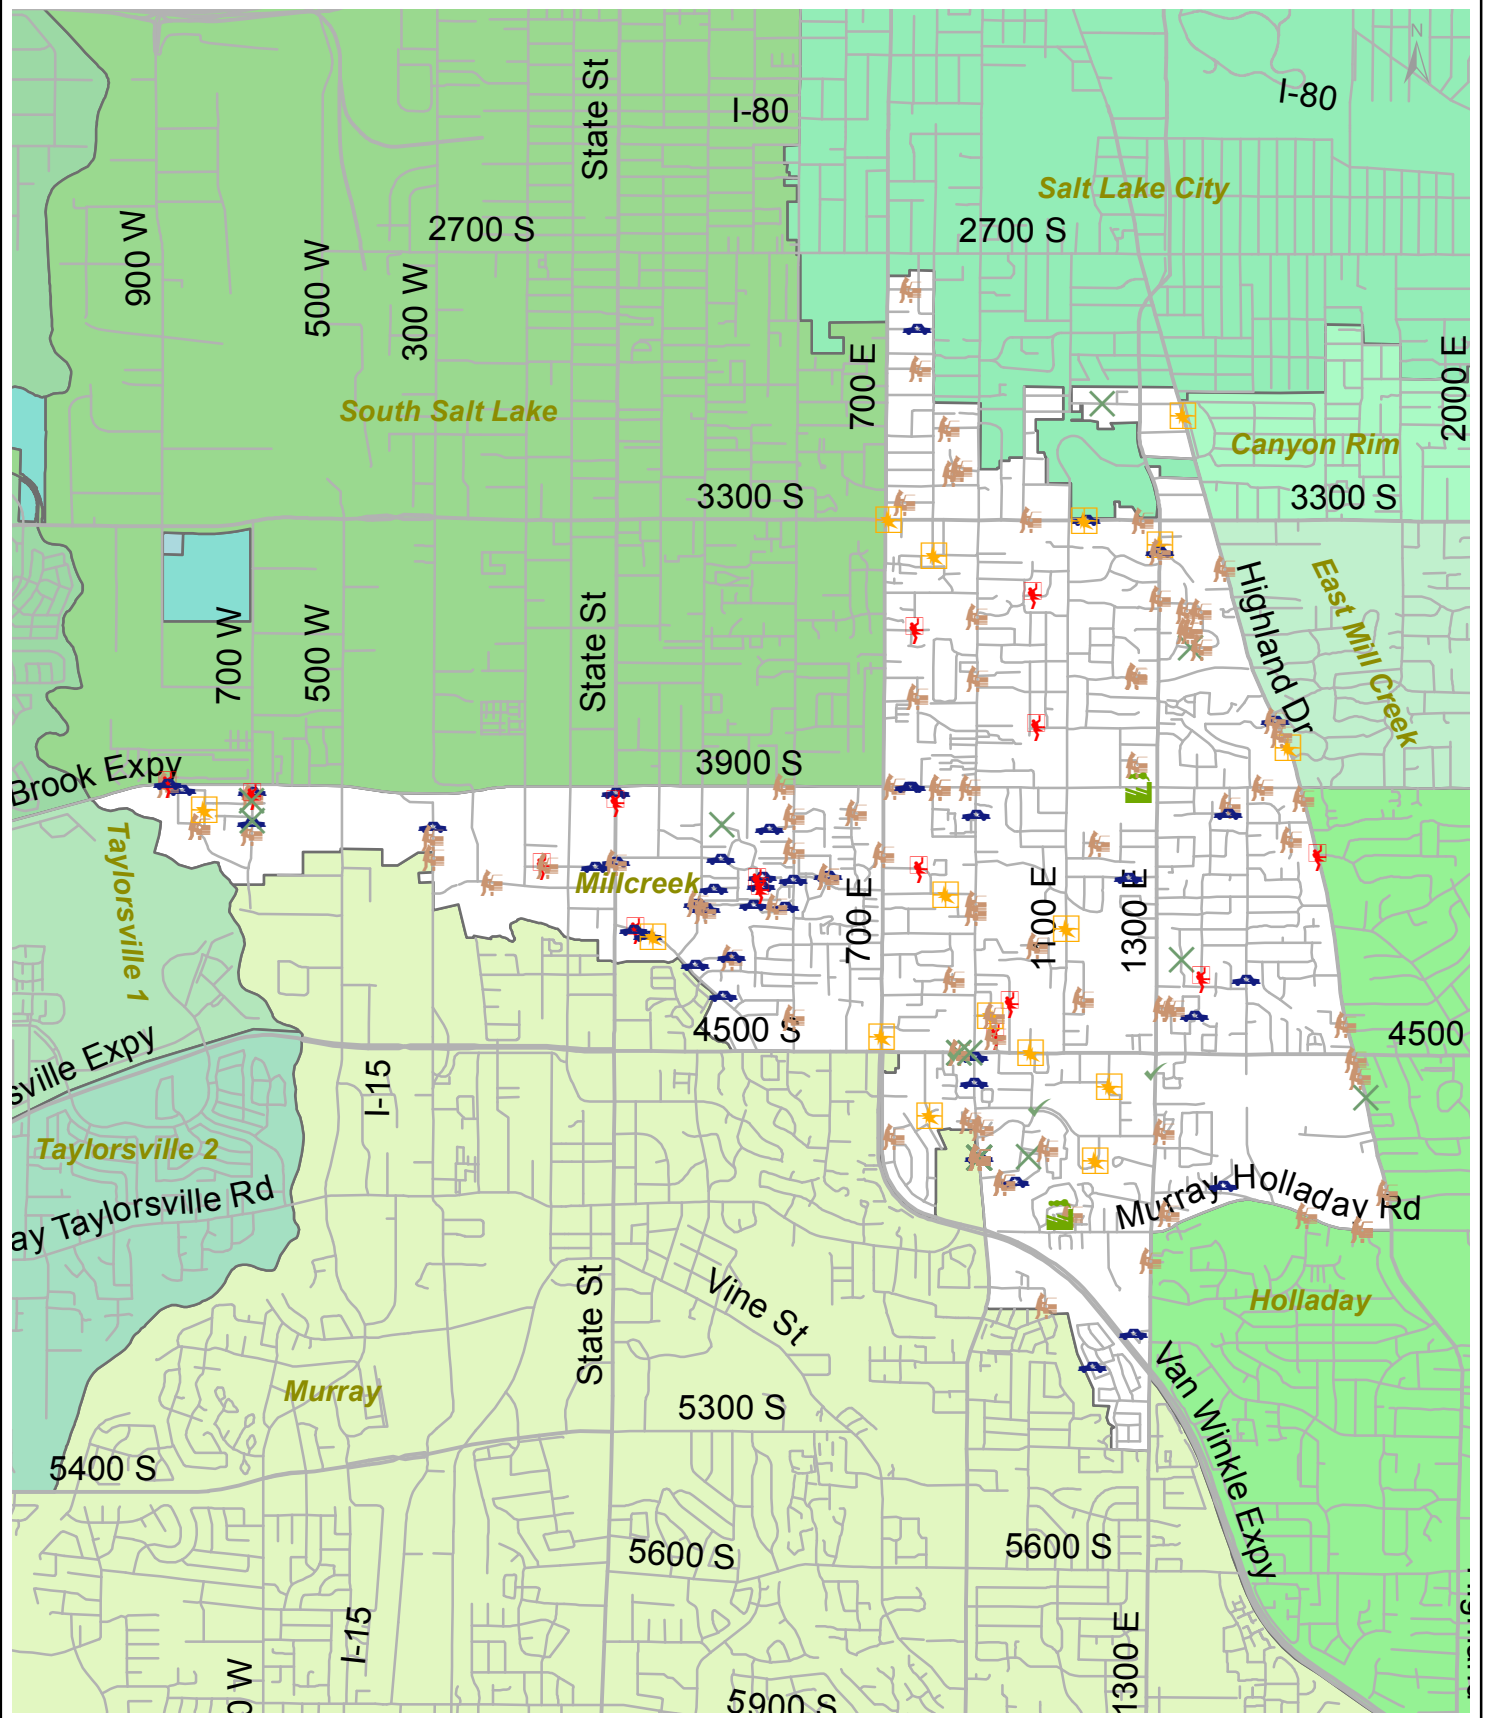 N
State St
I-80
I-80
Salt Lake City
900 W
2700 S
2700 S
500 W
300 W
700 E
2000 E
South Salt Lake
Canyon Rim
3300 S
3300 S
State St
Highland Dr
East Mill Creek
700 W
500 W
3900 S
Brook Expy
Taylorsville 1
Millcreek
700 E
1100 E
1300 E
4500 S
4500
sville Expy
I-15
Taylorsville 2
ay Taylorsville Rd
Murray Holladay Rd
State St
Vine St
Holladay
Murray
5300 S
Van Winkle Expy
5400 S
5600 S
5600 S
I-15
1300 E
0 W
5900 S